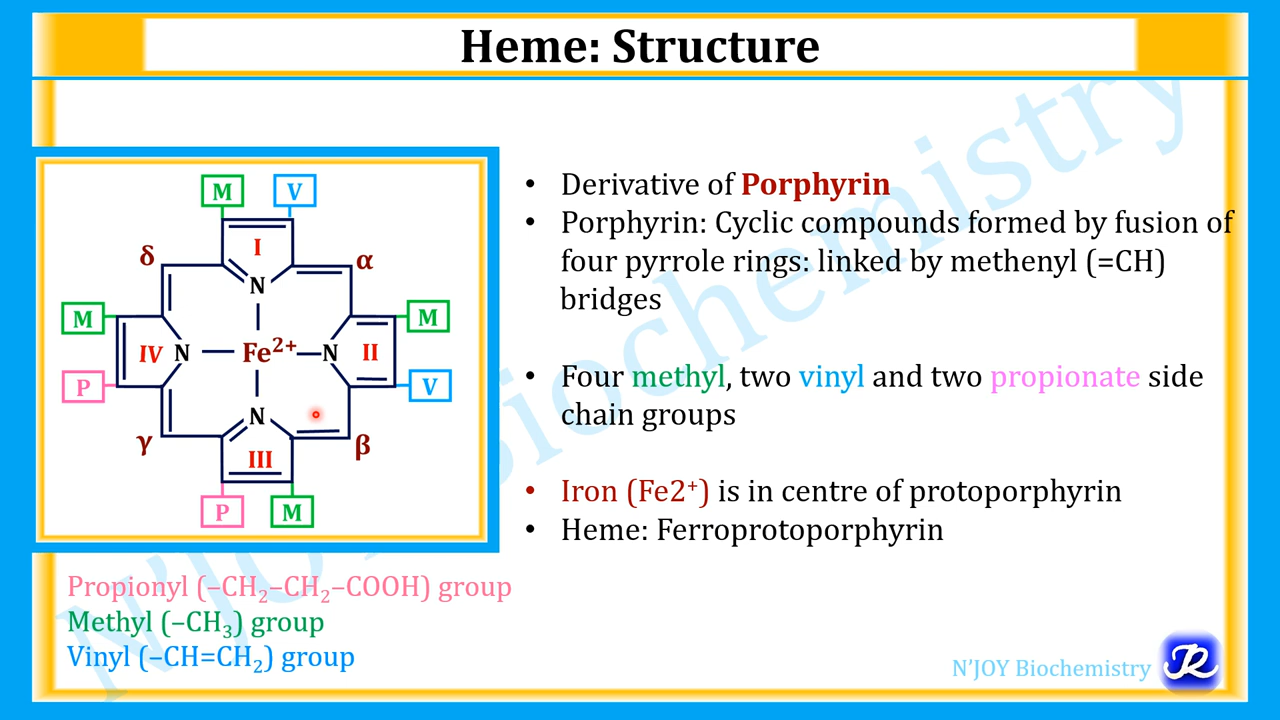 Heme: Structure
M V
I
δ α
N
M M
IV N Fe²⁺ N II
P V
N
γ β
III
P M
• Derivative of Porphyrin
• Porphyrin: Cyclic compounds formed by fusion of
four pyrrole rings: linked by methenyl (=CH)
bridges
• Four methyl, two vinyl and two propionate side
chain groups
• Iron (Fe2⁺) is in centre of protoporphyrin
• Heme: Ferroprotoporphyrin
Propionyl (–CH₂–CH₂–COOH) group
Methyl (–CH₃) group
Vinyl (–CH=CH₂) group
N'JOY Biochemistry
N'JOY Biochemistry
JR